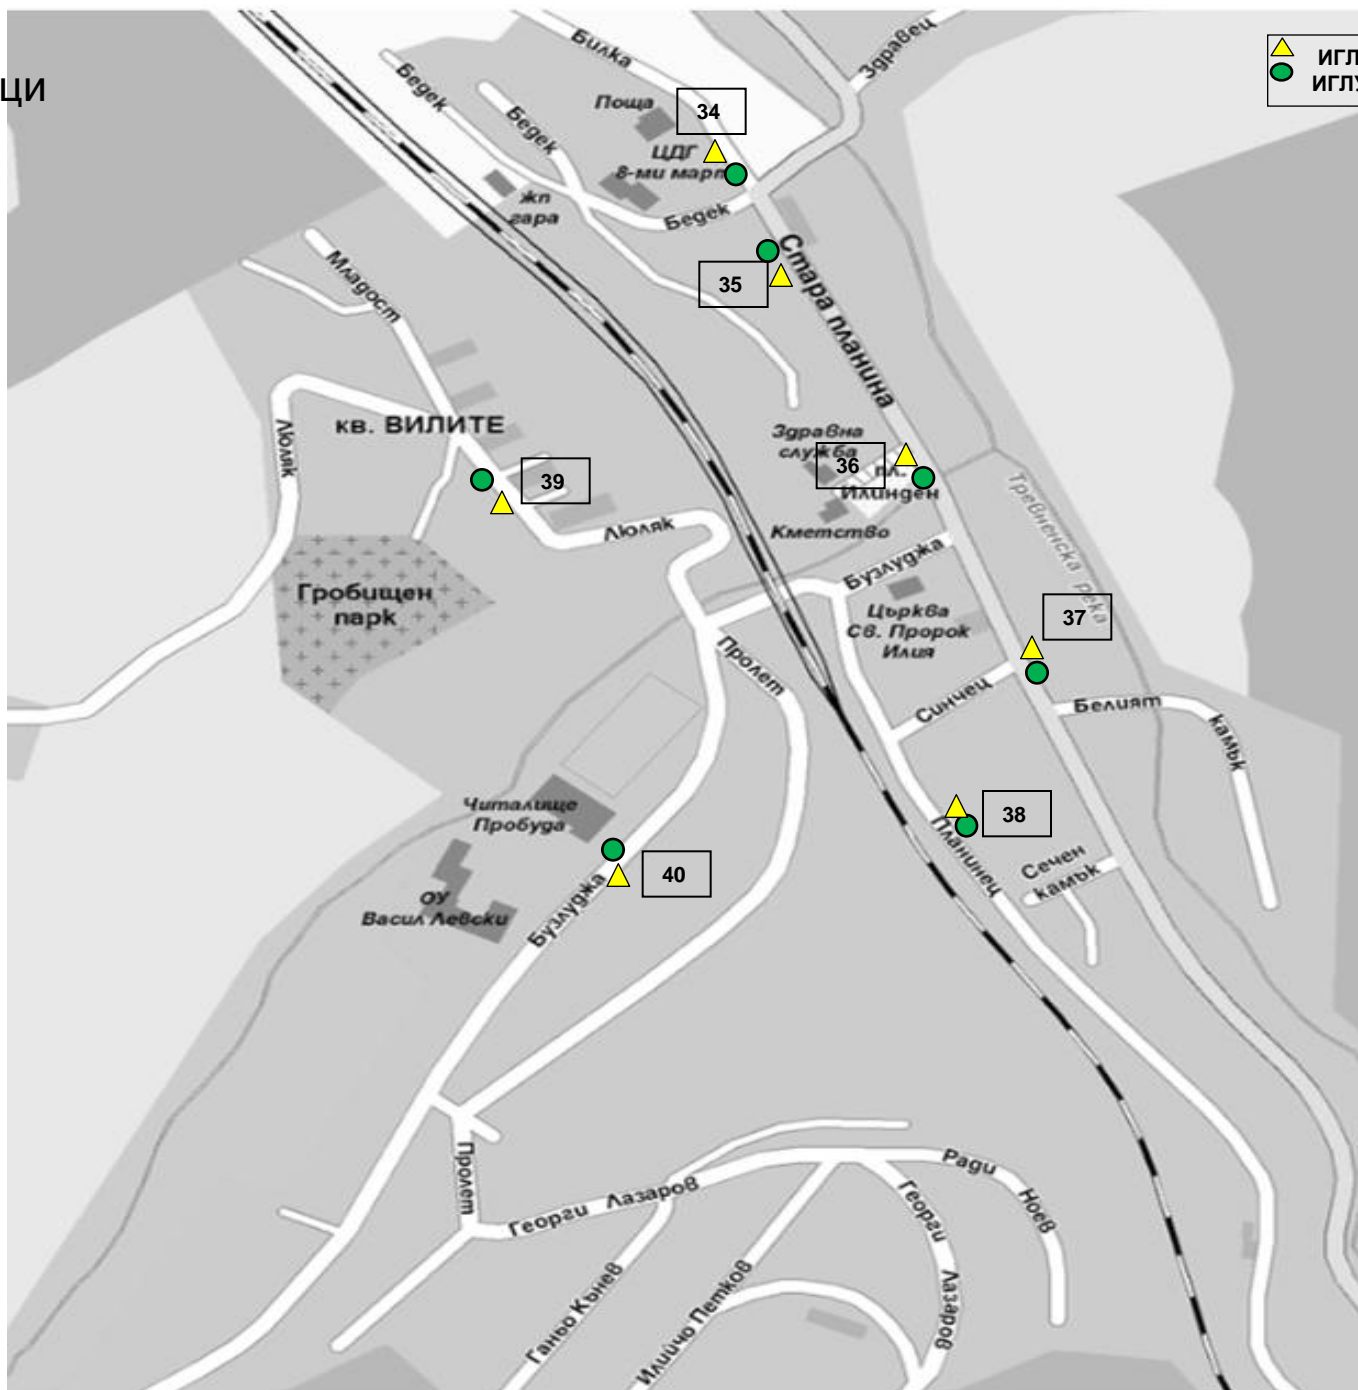 ЦИ
ИГЛ
ИГЛУ
Билка
Здравец
Бедек
Бедек
Поща
34
ЦДГ
8-ми март
жп
гара
Бедек
Младост
35
Стара планина
кв. ВИЛИТЕ
Люляк
39
Здравна
служба
36
пл.
Илинден
Кметство
Люляк
Тревненска река
Бузлуджа
Гробищен
парк
Църква
Св. Пророк
Илия
37
Пролет
Синчец
Белият
камък
Читалище
Пробуда
38
Планинец
Сечен
камък
40
ОУ
Васил Левски
Бузлуджа
Пролет
Георги Лазаров
Ради
Ноев
Георги
Лазаров
Ганьо Кънев
Илийчо Петков